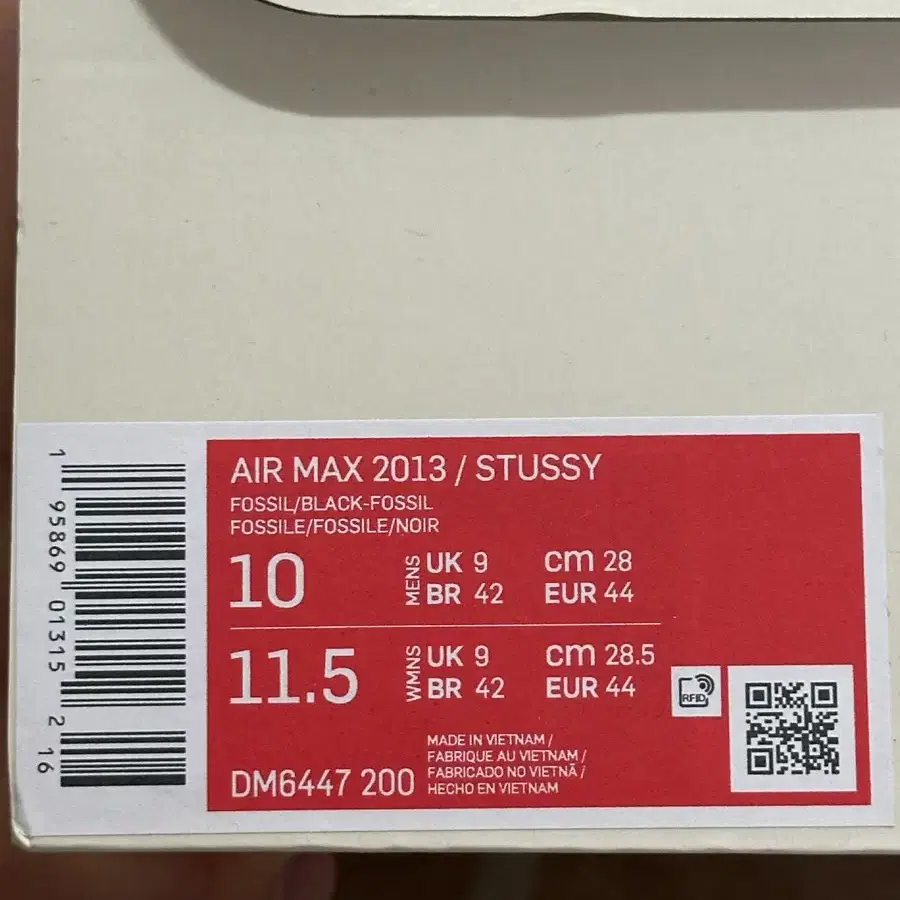 1 95869 01315 2 16
AIR MAX 2013 / STUSSY
FOSSIL/BLACK-FOSSIL
FOSSILE/FOSSILE/NOIR
10 MENS UK 9 cm 28
BR 42 EUR 44
11.5 WMNS UK 9 cm 28.5
BR 42 EUR 44
RFID
MADE IN VIETNAM /
FABRIQUE AU VIETNAM /
FABRICADO NO VIETNÃ /
HECHO EN VIETNAM
DM6447 200